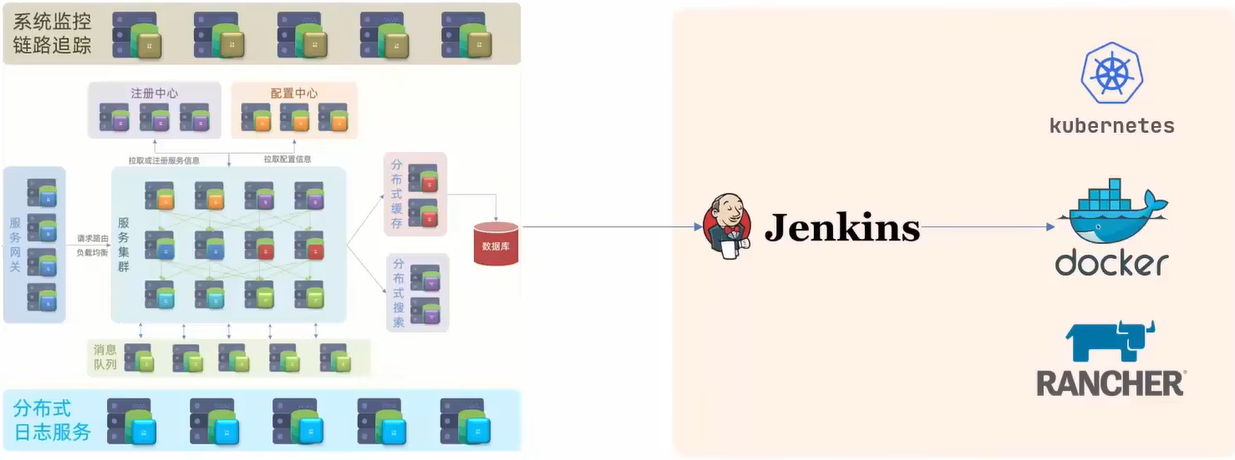 系统监控
链路追踪
注册中心
配置中心
拉取或注册服务信息
拉取配置信息
服务网关
请求路由
负载均衡
服务集群
分布式缓存
数据库
分布式搜索
消息
队列
分布式
日志服务
Jenkins
kubernetes
docker
RANCHER